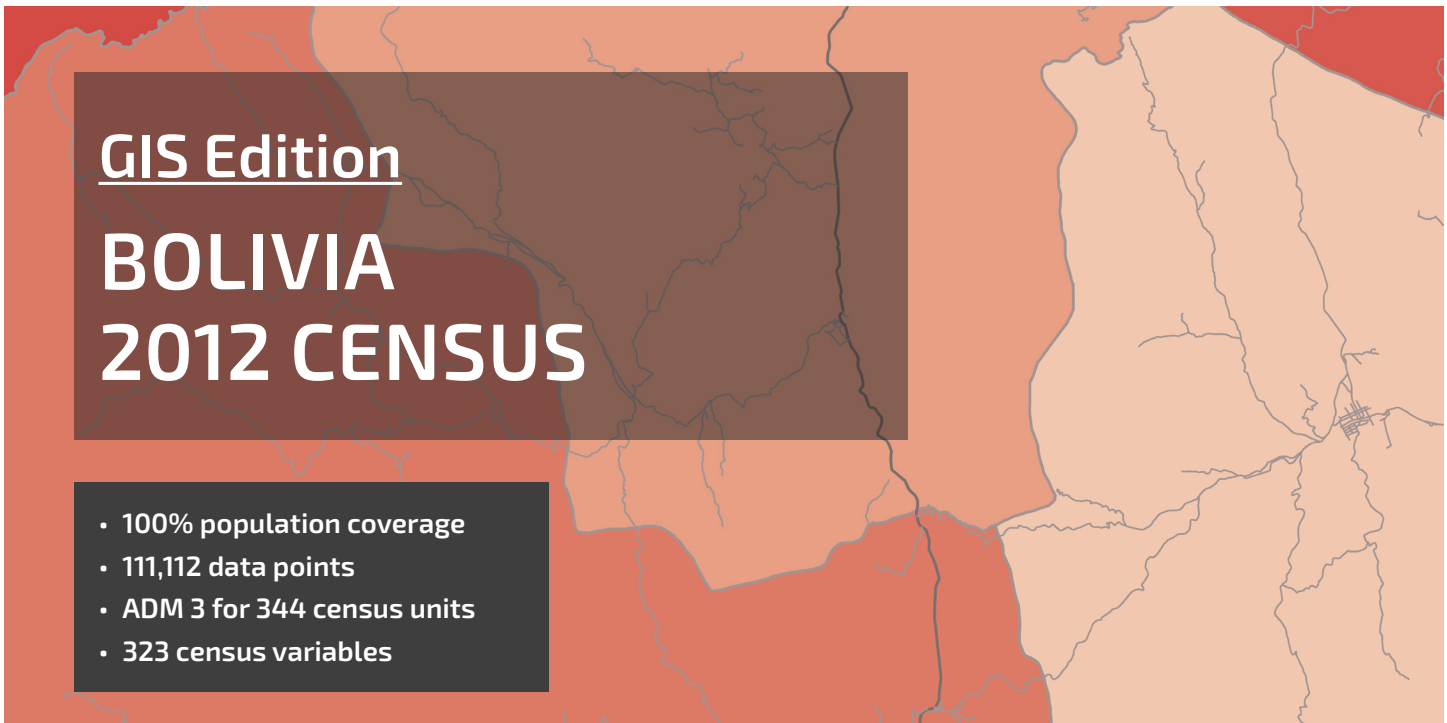 GIS Edition
BOLIVIA
2012 CENSUS
• 100% population coverage
• 111,112 data points
• ADM 3 for 344 census units
• 323 census variables